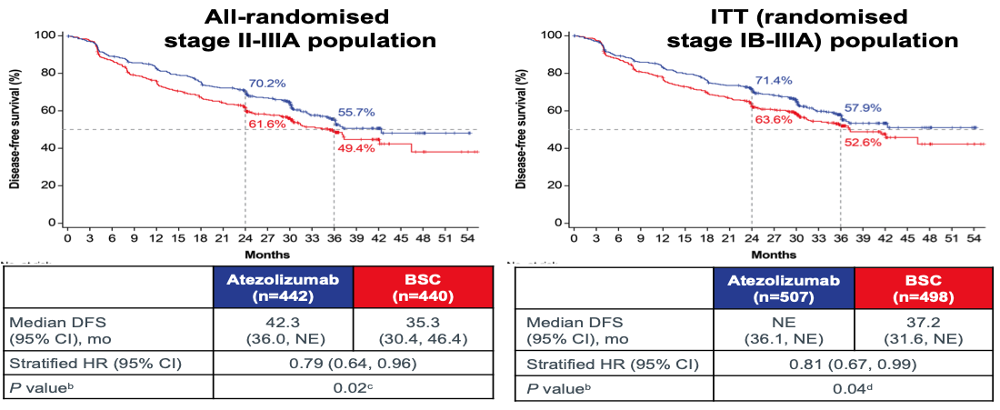 All-randomised
stage II-IIIA population
Disease-free survival (%)
100
80
60
40
20
0
70.2%
61.6%
55.7%
49.4%
0 3 6 9 12 15 18 21 24 27 30 33 36 39 42 45 48 51 54
Months
Atezolizumab
(n=442)
BSC
(n=440)
Median DFS
(95% CI), mo
42.3
(36.0, NE)
35.3
(30.4, 46.4)
Stratified HR (95% CI)
0.79 (0.64, 0.96)
P valueᵇ
0.02ᶜ
ITT (randomised
stage IB-IIIA) population
Disease-free survival (%)
100
80
60
40
20
0
71.4%
63.6%
57.9%
52.6%
0 3 6 9 12 15 18 21 24 27 30 33 36 39 42 45 48 51 54
Months
Atezolizumab
(n=507)
BSC
(n=498)
Median DFS
(95% CI), mo
NE
(36.1, NE)
37.2
(31.6, NE)
Stratified HR (95% CI)
0.81 (0.67, 0.99)
P valueᵇ
0.04ᵈ